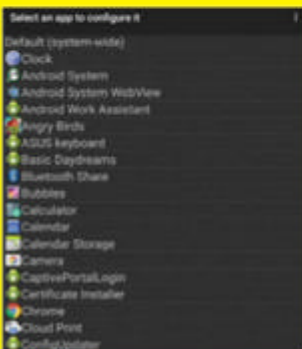 Select an app to configure it
Default (system-wide)
Clock
Android System
Android System WebView
Android Work Assistant
Angry Birds
ASUS keyboard
Basic Daydreams
Bluetooth Share
Bubbles
Calculator
Calendar
Calendar Storage
Camera
CaptivePortalLogin
Certificate Installer
Chrome
Cloud Print
ConfigUpdater